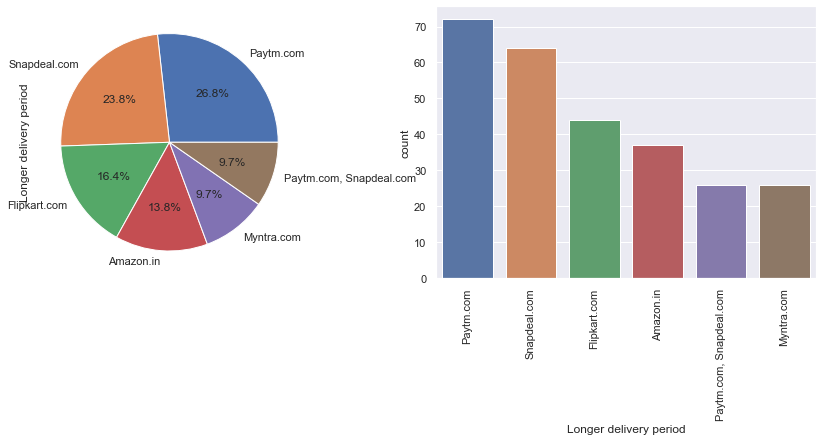 Paytm.com
Snapdeal.com
26.8%
23.8%
Longer delivery period
9.7%
16.4%
Paytm.com, Snapdeal.com
9.7%
13.8%
Flipkart.com
Myntra.com
Amazon.in
70
60
50
40
30
20
10
0
count
Paytm.com
Snapdeal.com
Flipkart.com
Amazon.in
Paytm.com, Snapdeal.com
Myntra.com
Longer delivery period